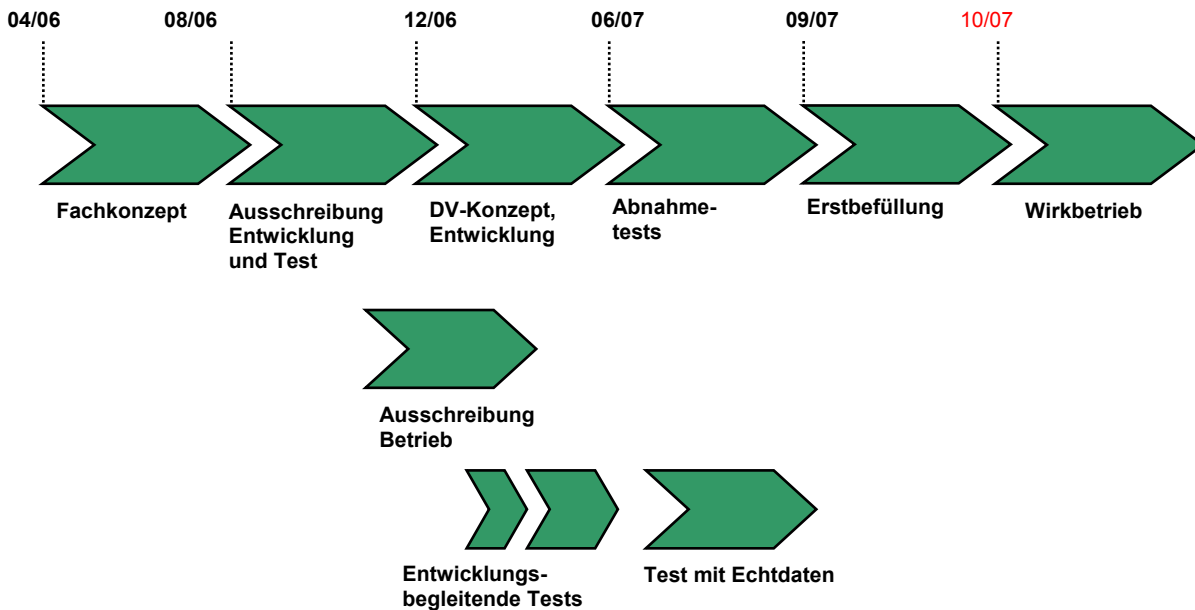 04/06 08/06 12/06 06/07 09/07 10/07
Fachkonzept
Ausschreibung
Entwicklung
und Test
DV-Konzept,
Entwicklung
Abnahme-
tests
Erstbefüllung
Wirkbetrieb
Ausschreibung
Betrieb
Entwicklungs-
begleitende Tests
Test mit Echtdaten